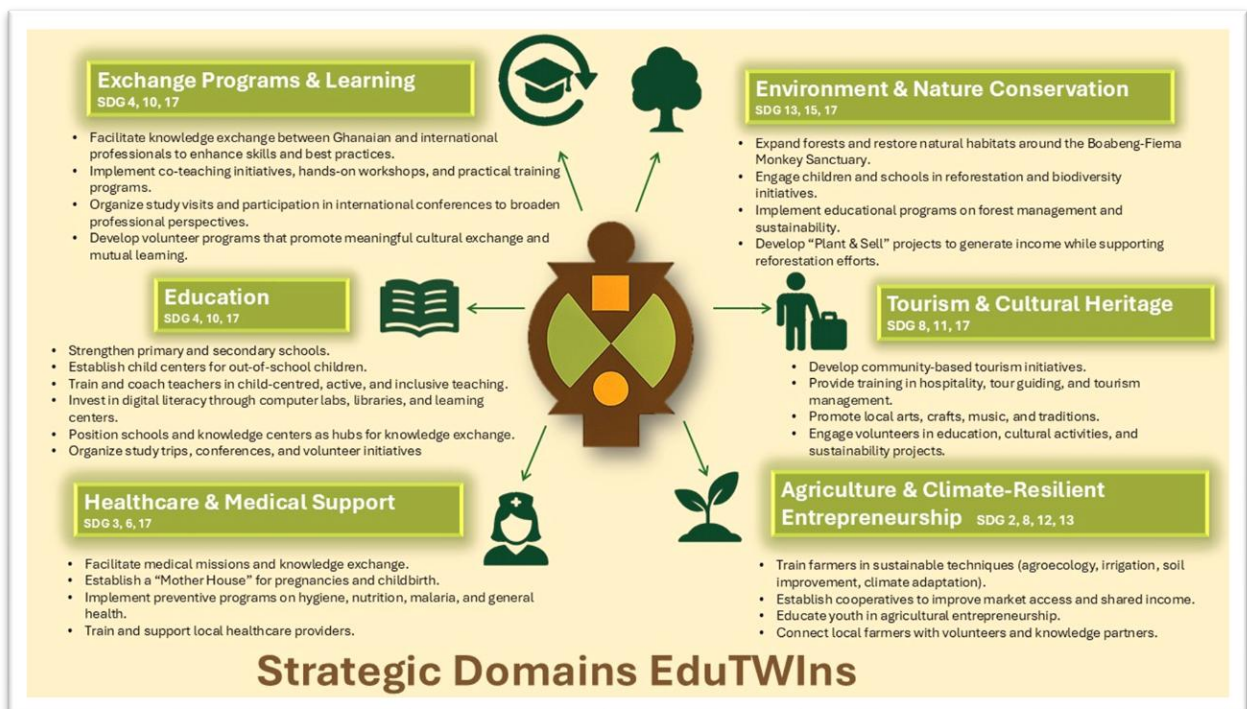 Exchange Programs & Learning
SDG 4, 10, 17
• Facilitate knowledge exchange between Ghanaian and international
professionals to enhance skills and best practices.
• Implement co-teaching initiatives, hands-on workshops, and practical training
programs.
• Organize study visits and participation in international conferences to broaden
professional perspectives.
• Develop volunteer programs that promote meaningful cultural exchange and
mutual learning.
Environment & Nature Conservation
SDG 13, 15, 17
• Expand forests and restore natural habitats around the Boabeng-Fiema
Monkey Sanctuary.
• Engage children and schools in reforestation and biodiversity
initiatives.
• Implement educational programs on forest management and
sustainability.
• Develop “Plant & Sell” projects to generate income while supporting
reforestation efforts.
Education
SDG 4, 10, 17
• Strengthen primary and secondary schools.
• Establish child centers for out-of-school children.
• Train and coach teachers in child-centred, active, and inclusive teaching.
• Invest in digital literacy through computer labs, libraries, and learning
centers.
• Position schools and knowledge centers as hubs for knowledge exchange.
• Organize study trips, conferences, and volunteer initiatives
Tourism & Cultural Heritage
SDG 8, 11, 17
• Develop community-based tourism initiatives.
• Provide training in hospitality, tour guiding, and tourism
management.
• Promote local arts, crafts, music, and traditions.
• Engage volunteers in education, cultural activities, and
sustainability projects.
Healthcare & Medical Support
SDG 3, 6, 17
• Facilitate medical missions and knowledge exchange.
• Establish a “Mother House” for pregnancies and childbirth.
• Implement preventive programs on hygiene, nutrition, malaria, and general
health.
• Train and support local healthcare providers.
Agriculture & Climate-Resilient
Entrepreneurship SDG 2, 8, 12, 13
• Train farmers in sustainable techniques (agroecology, irrigation, soil
improvement, climate adaptation).
• Establish cooperatives to improve market access and shared income.
• Educate youth in agricultural entrepreneurship.
• Connect local farmers with volunteers and knowledge partners.
Strategic Domains EduTWIns